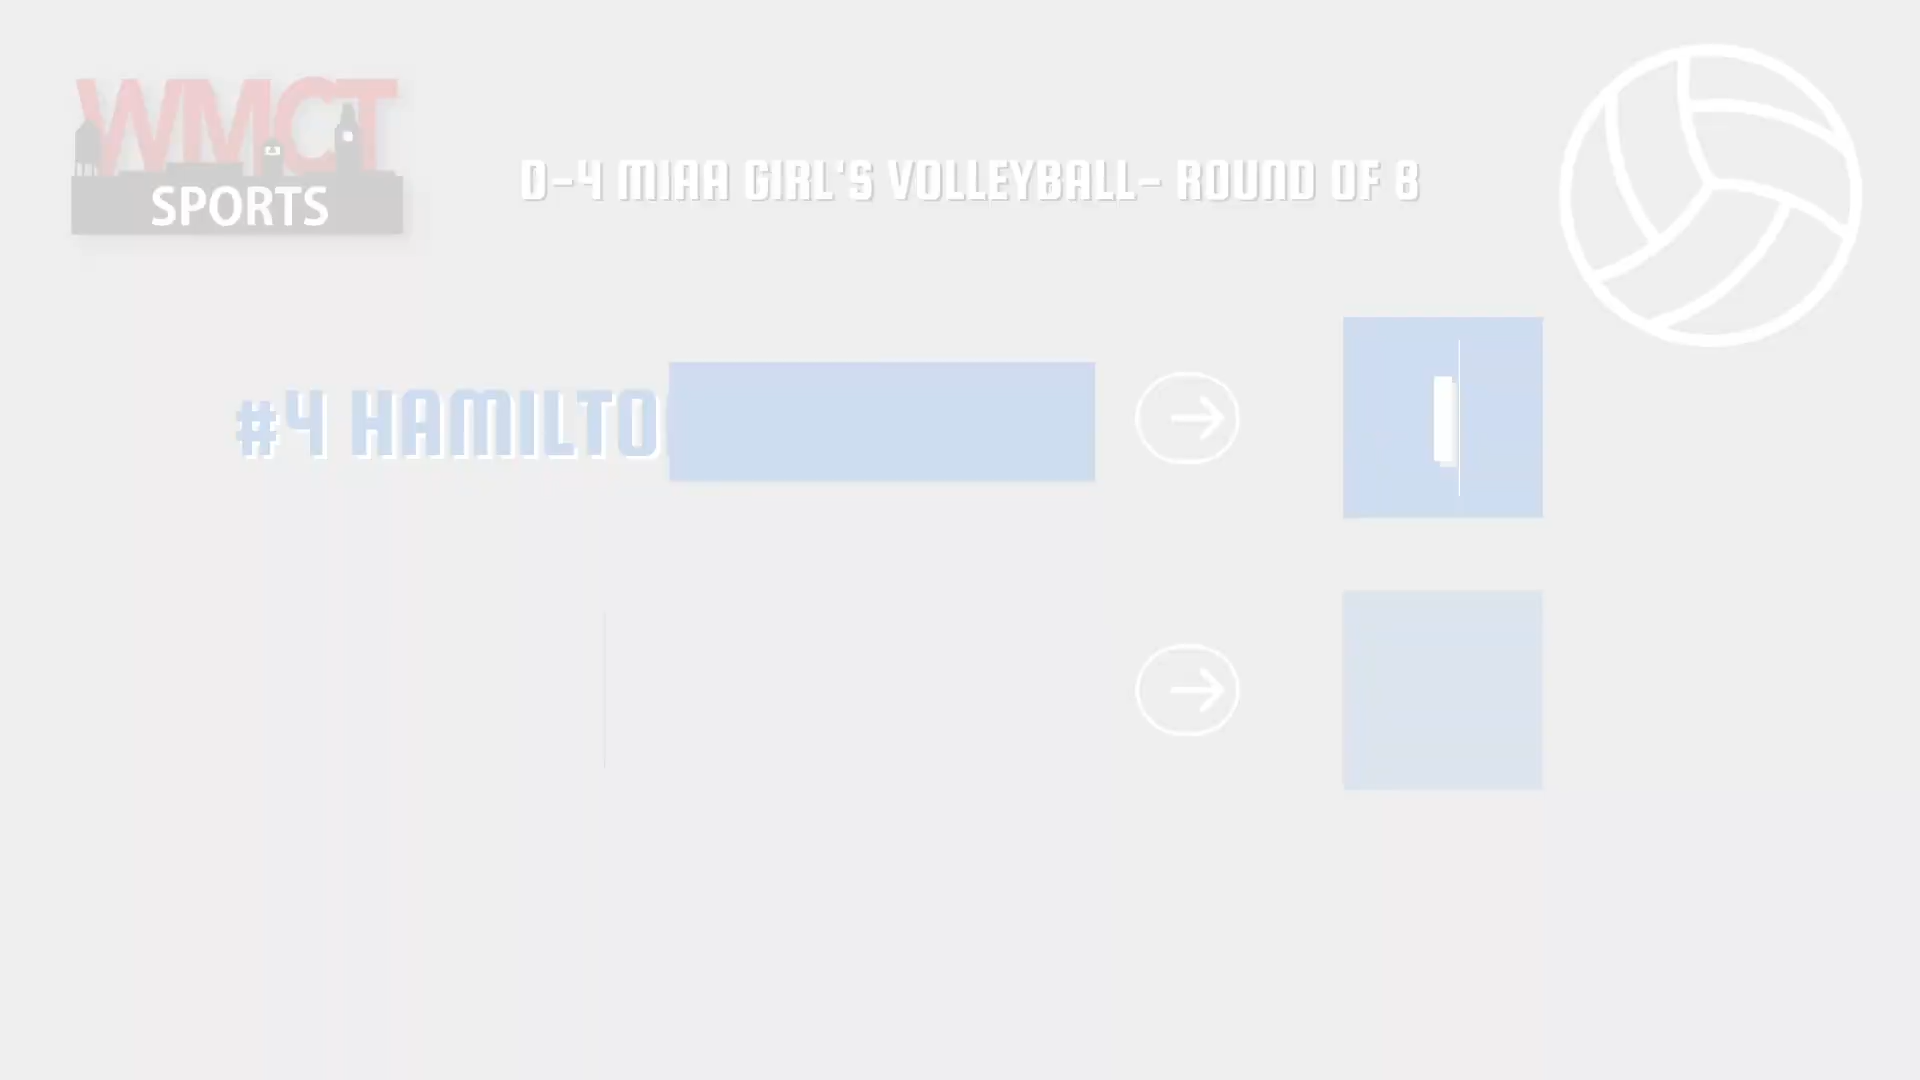 WMCT
SPORTS
D-4 MIAA GIRL'S VOLLEYBALL- ROUND OF 8
#4 HAMILTO